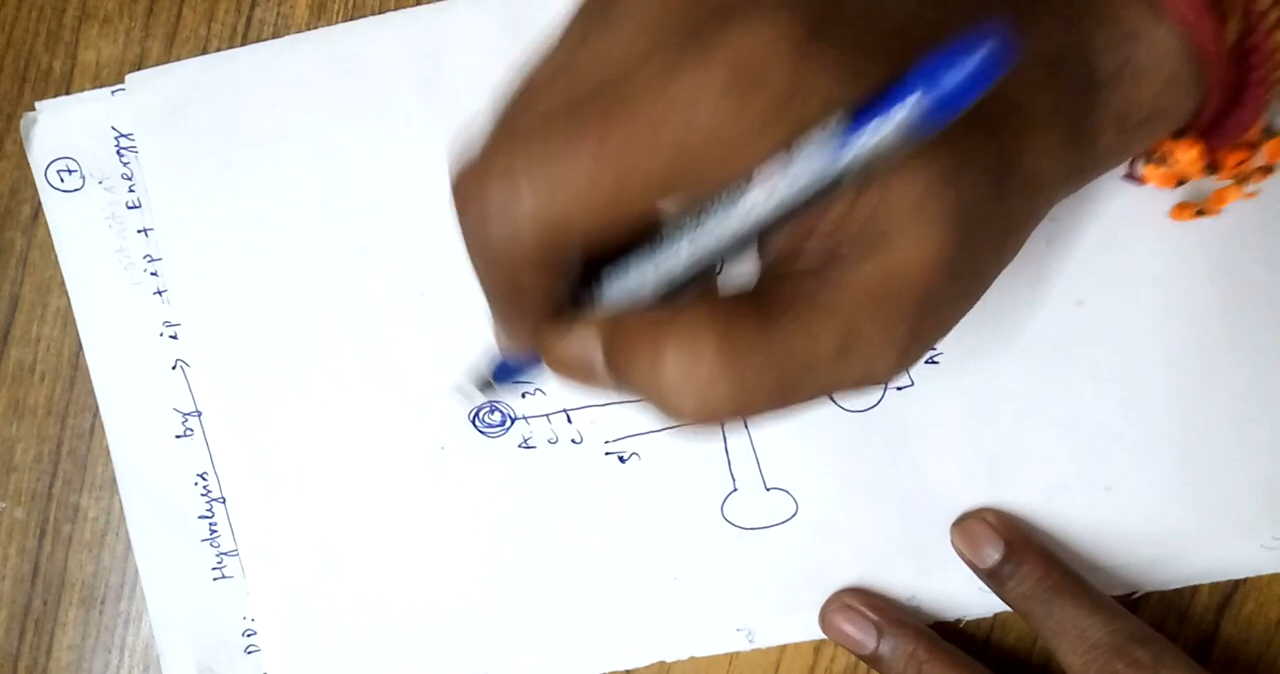 7
Hydrolysis by → ip + ip + Energy
DD:
3'
A
C
C
5'
A